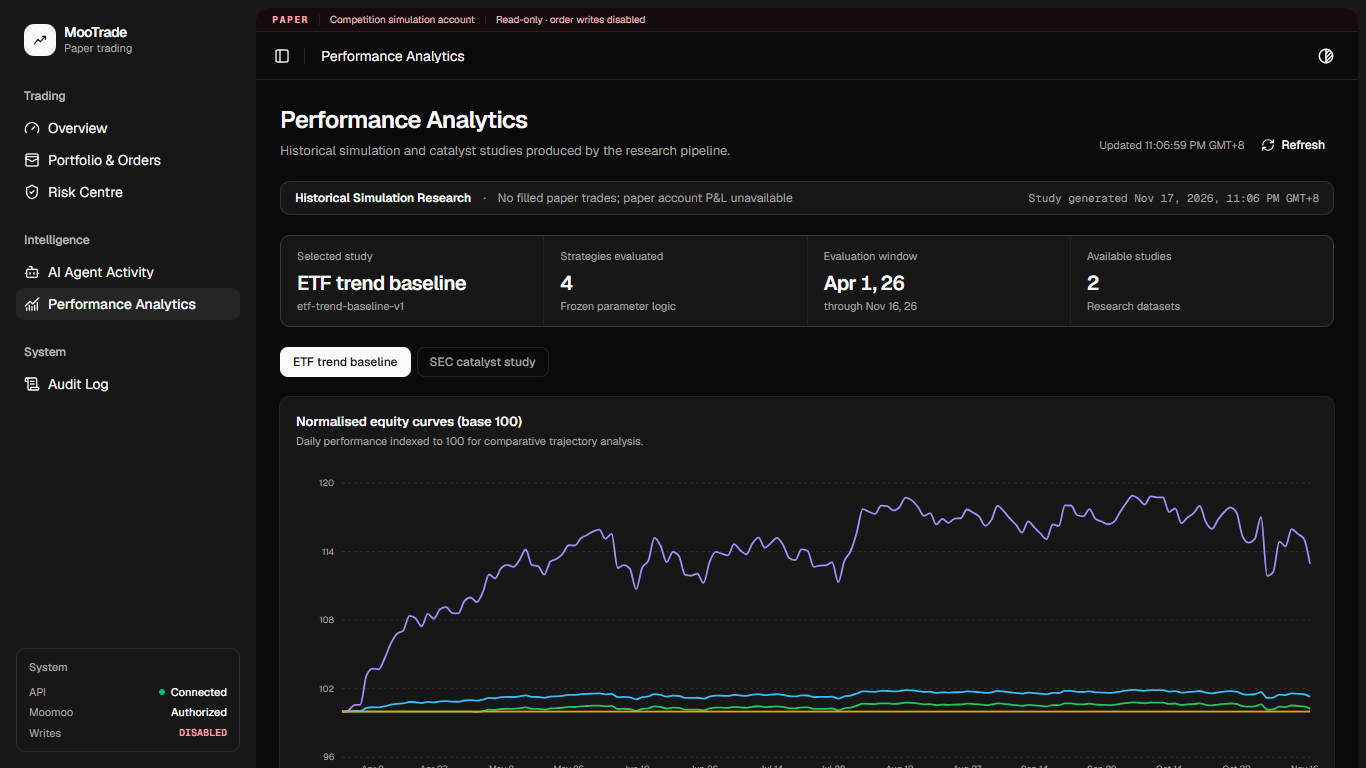 MooTrade
Paper trading
Trading
Overview
Portfolio & Orders
Risk Centre
Intelligence
AI Agent Activity
Performance Analytics
System
Audit Log
System
API Connected
Moomoo Authorized
Writes DISABLED
PAPER Competition simulation account Read-only · order writes disabled
Performance Analytics
Performance Analytics
Historical simulation and catalyst studies produced by the research pipeline.
Updated 11:06:59 PM GMT+8 Refresh
Historical Simulation Research · No filled paper trades; paper account P&L unavailable Study generated Nov 17, 2026, 11:06 PM GMT+8
Selected study
ETF trend baseline
etf-trend-baseline-v1
Strategies evaluated
4
Frozen parameter logic
Evaluation window
Apr 1, 26
through Nov 16, 26
Available studies
2
Research datasets
ETF trend baseline SEC catalyst study
Normalised equity curves (base 100)
Daily performance indexed to 100 for comparative trajectory analysis.
120
114
108
102
96